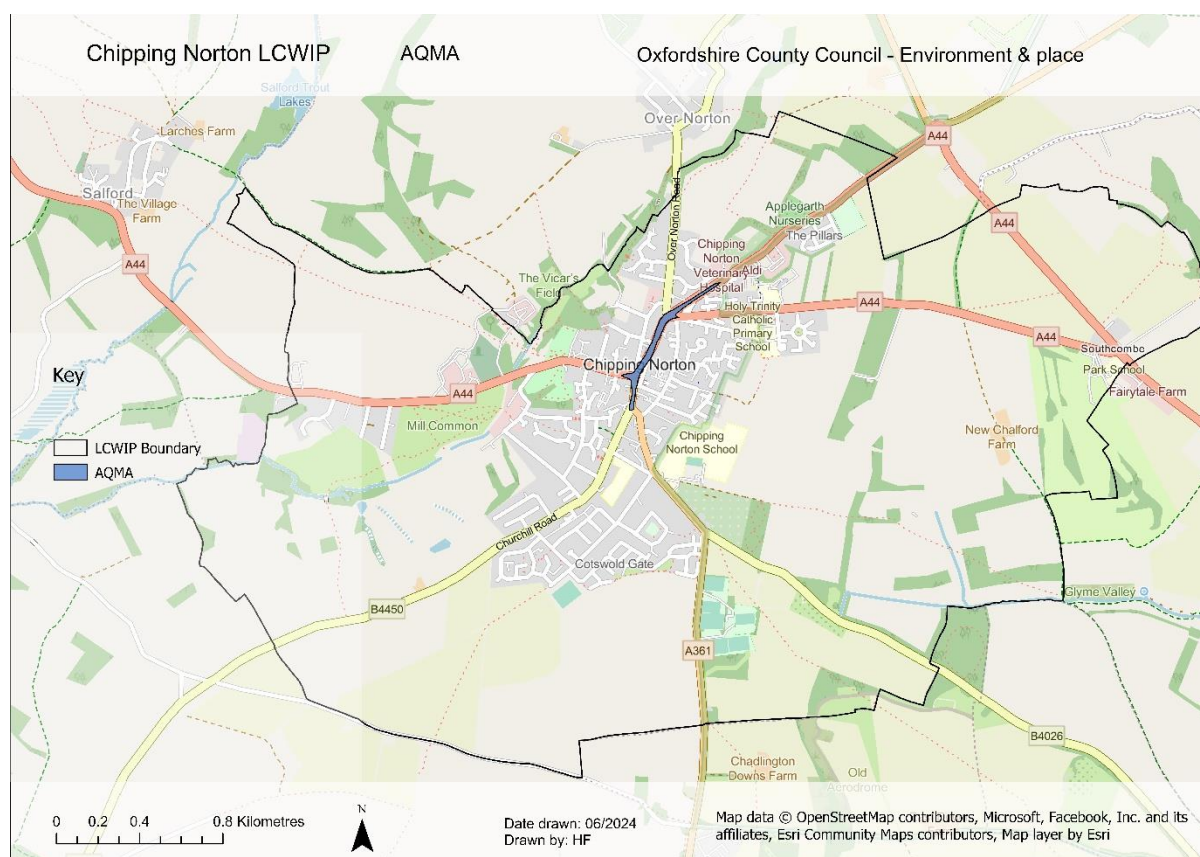 Chipping Norton LCWIP
AQMA
Oxfordshire County Council - Environment & place
Salford Trout
Lakes
Larches Farm
Over Norton
A44
Salford
The Village
Farm
Over Norton Road
Applegarth
Nurseries
The Pillars
A44
A44
Chipping
Norton
Veterinary
Hospital
Aldi
The Vicar's
Field
Holy Trinity
Catholic
Primary
School
A44
A44
Southcombe
Park School
Fairytale Farm
Chipping Norton
Key
A44
Mill Common
LCWIP Boundary
AQMA
Chipping
Norton School
New Chalford
Farm
Churchill Road
Cotswold Gate
B4450
Glyme Valley
A361
B4026
Chadlington
Downs Farm
Old
Aerodrome
0 0.2 0.4 0.8 Kilometres
N
Date drawn: 06/2024
Drawn by: HF
Map data © OpenStreetMap contributors, Microsoft, Facebook, Inc. and its
affiliates, Esri Community Maps contributors, Map layer by Esri